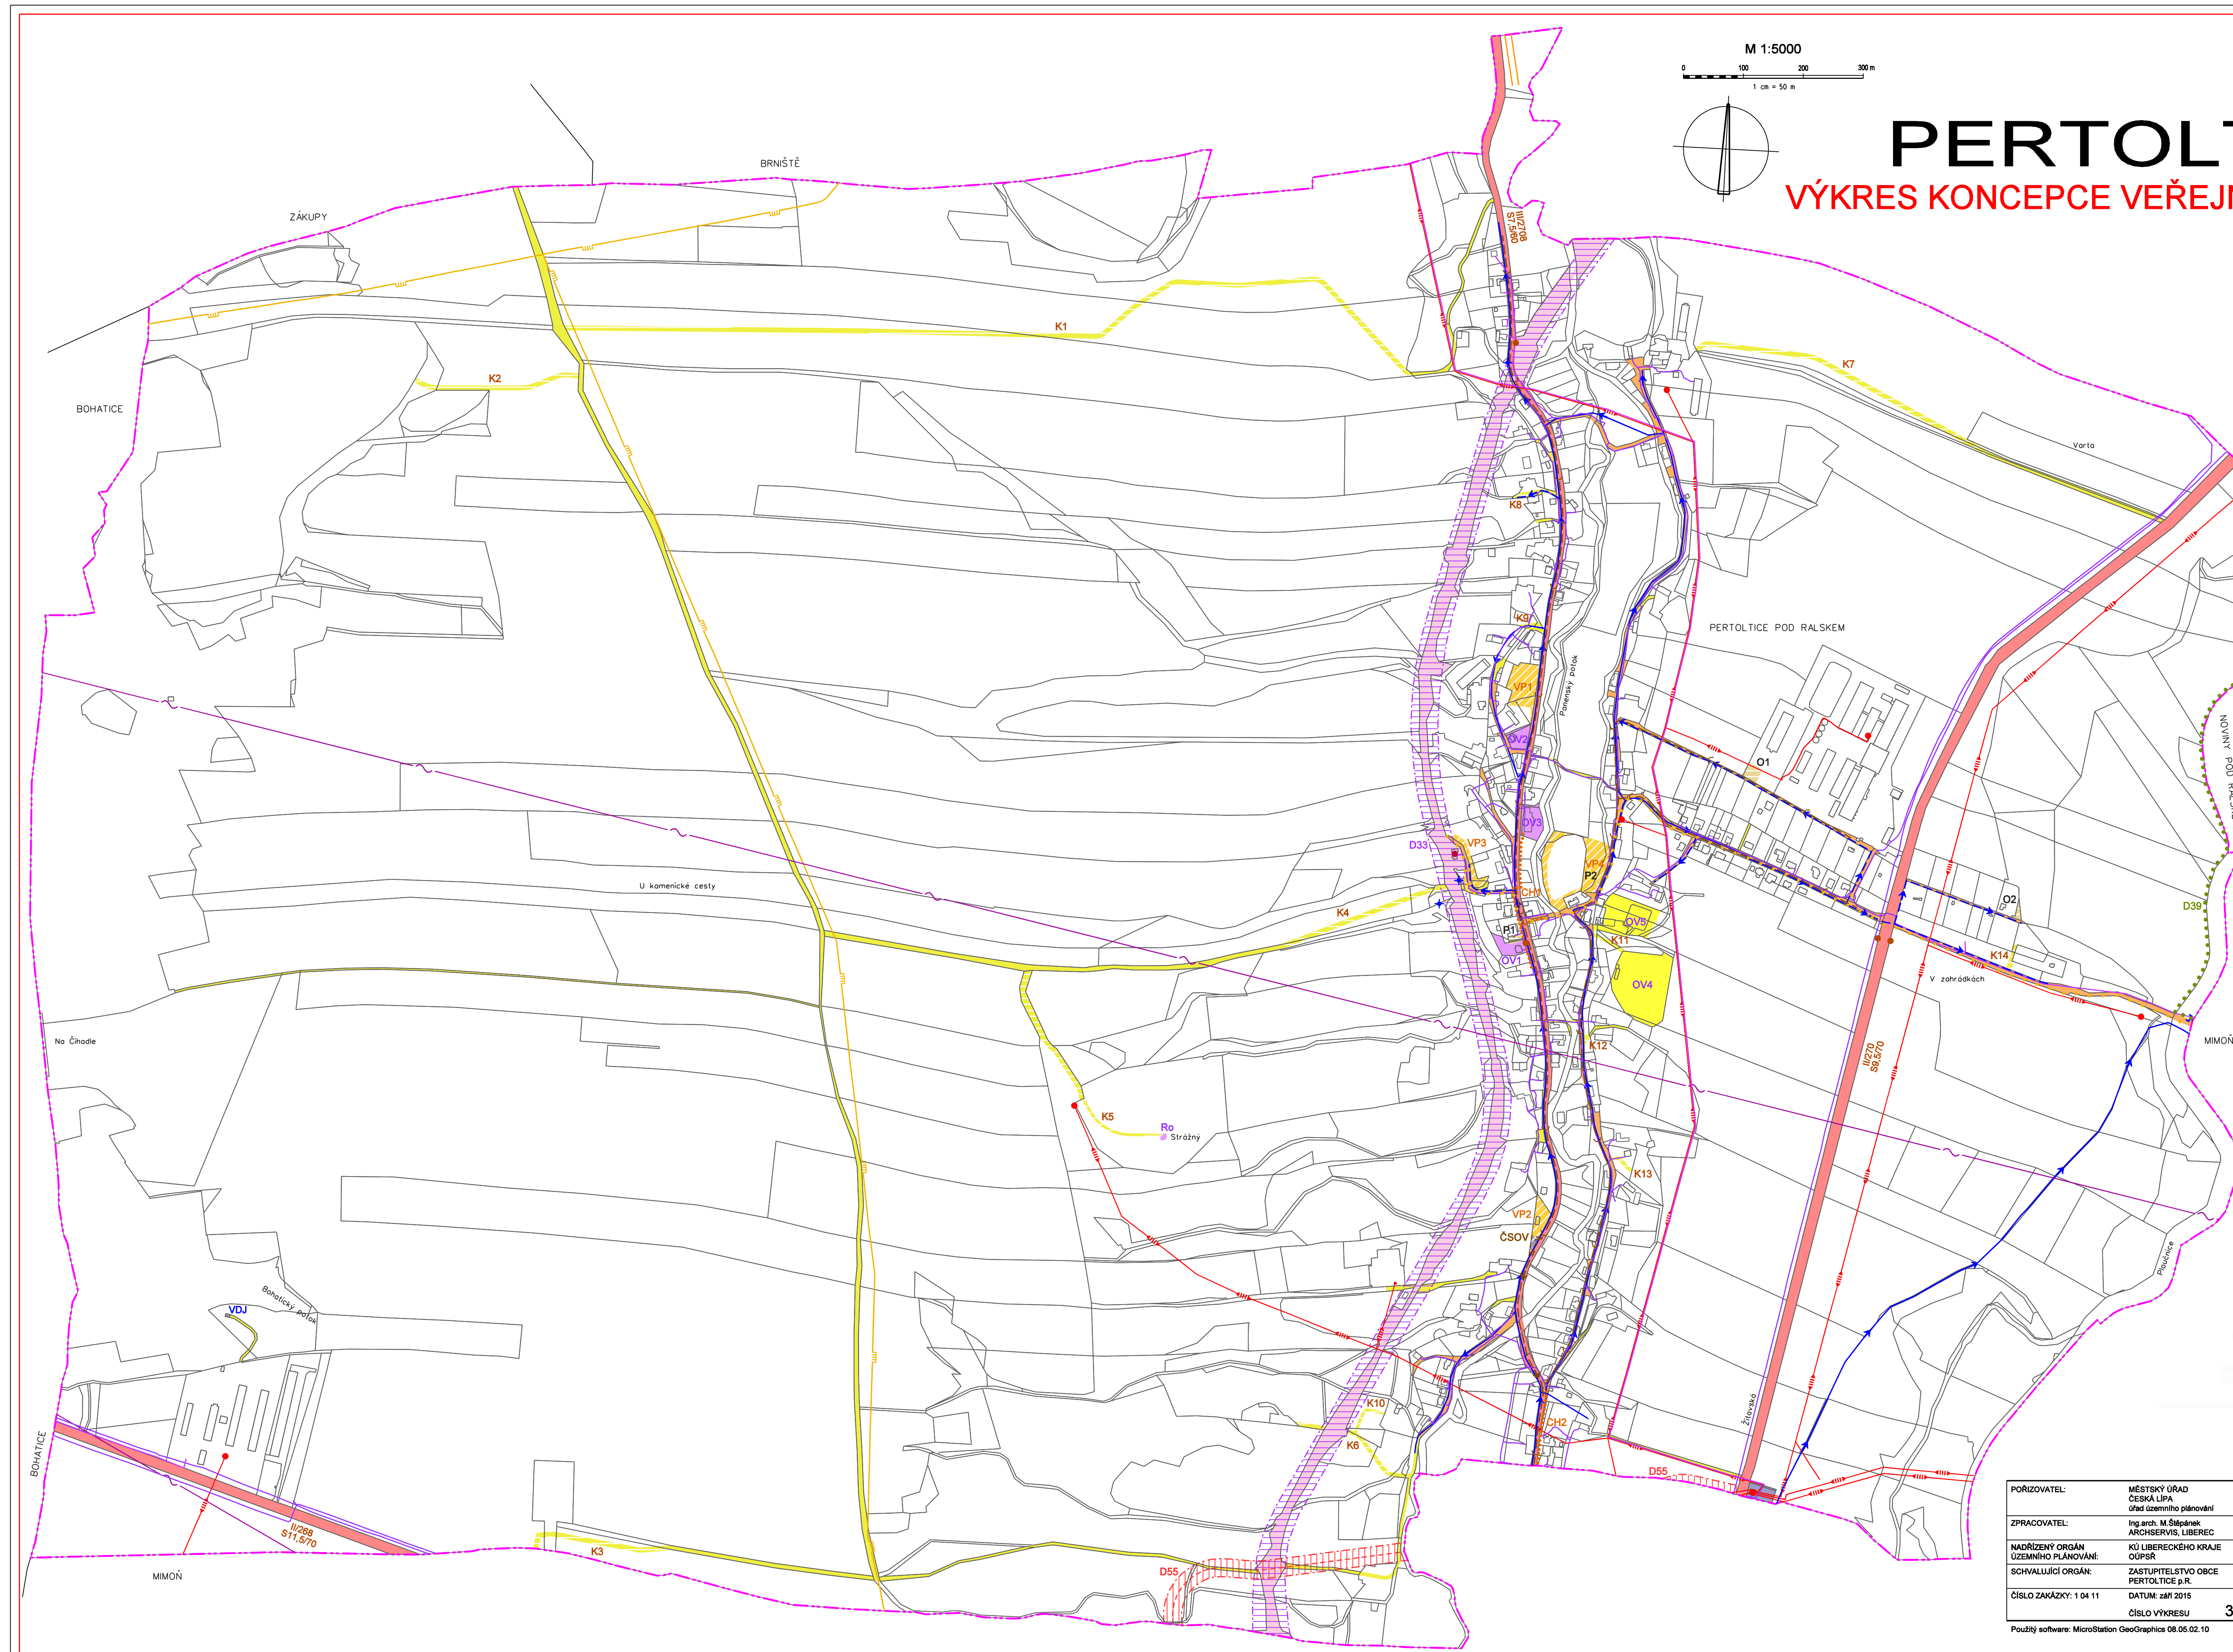 M 1:5000
0 100 200 300 m
1 cm = 50 m
PERTOLT
VÝKRES KONCEPCE VEŘEJN
BRNIŠTĚ
ZÁKUPY
III/2708
S7,5/60
K1
K7
K2
BOHATICE
Varta
K8
K9
PERTOLTICE POD RALSKEM
Panenský potok
VP1
NOVINY POD RALSKE
OV2
O1
OV3
D33
VP3
VP4
P2
U kamenické cesty
CH1
K4
O2
D39
OV5
P1
K11
OV1
K14
OV4
V zahrádkách
Na Číhadle
K12
MIMOŇ
II/270
S9,5/70
K5
Ro
Strážný
K13
VP2
ČSOV
Ploučnice
Bohatický potok
VDJ
K10
Žitavská
CH2
BOHATICE
K6
D55
II/268
S11,5/70
K3
MIMOŇ
D55
POŘIZOVATEL: MĚSTSKÝ ÚŘAD
ČESKÁ LÍPA
úřad územního plánování
ZPRACOVATEL: Ing.arch. M.Štěpánek
ARCHSERVIS, LIBEREC
NADŘÍZENÝ ORGÁN KÚ LIBERECKÉHO KRAJE
ÚZEMNÍHO PLÁNOVÁNÍ: OÚPSŘ
SCHVALUJÍCÍ ORGÁN: ZASTUPITELSTVO OBCE
PERTOLTICE p.R.
ČÍSLO ZAKÁZKY: 1 04 11 DATUM: září 2015
ČÍSLO VÝKRESU 3
Použitý software: MicroStation GeoGraphics 08.05.02.10